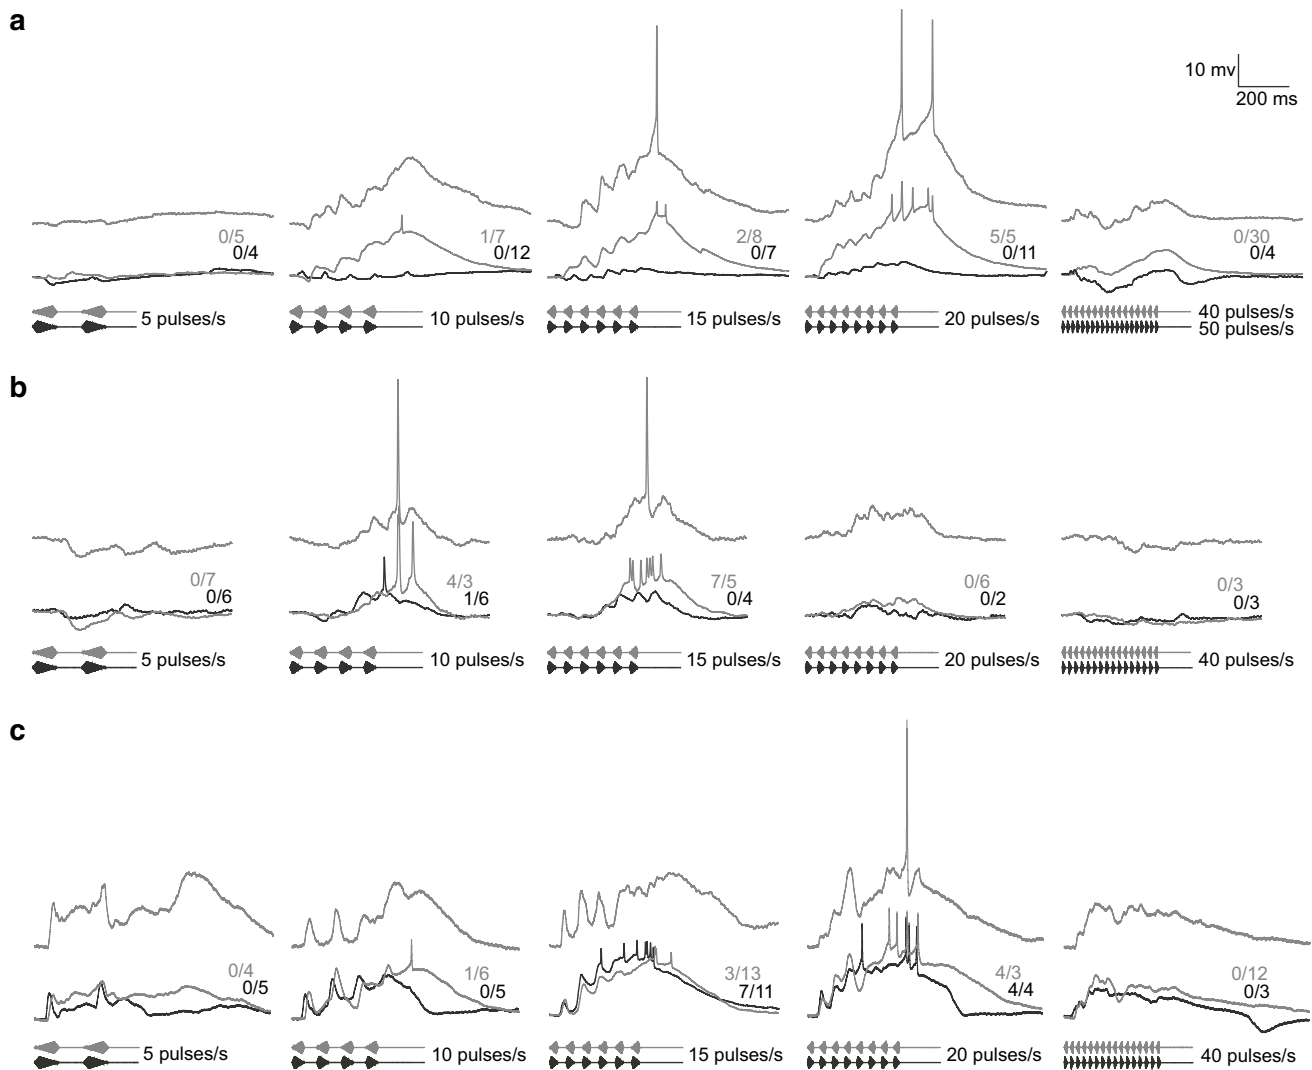 a
10 mv
200 ms
0/5
0/4
1/7
0/12
2/8
0/7
5/5
0/11
0/30
0/4
5 pulses/s
10 pulses/s
15 pulses/s
20 pulses/s
40 pulses/s
50 pulses/s
b
0/7
0/6
4/3
1/6
7/5
0/4
0/6
0/2
0/3
0/3
5 pulses/s
10 pulses/s
15 pulses/s
20 pulses/s
40 pulses/s
c
0/4
0/5
1/6
0/5
3/13
7/11
4/3
4/4
0/12
0/3
5 pulses/s
10 pulses/s
15 pulses/s
20 pulses/s
40 pulses/s